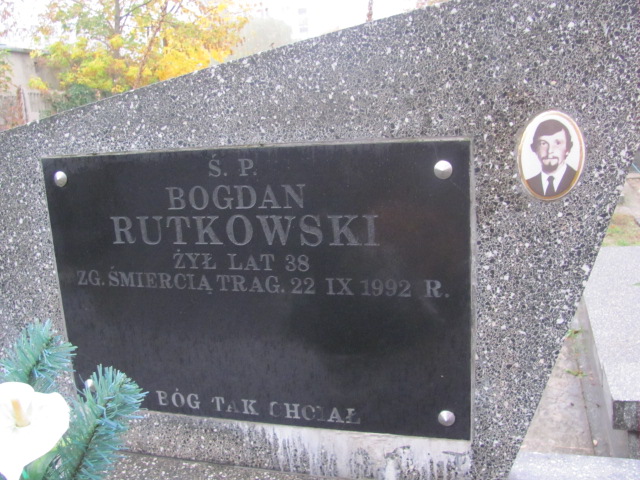 Ś. P.
BOGDAN
RUTKOWSKI
ŻYŁ LAT 38
ZG. ŚMIERCIĄ TRAG. 22 IX 1992 R.
BÓG TAK CHCIAŁ